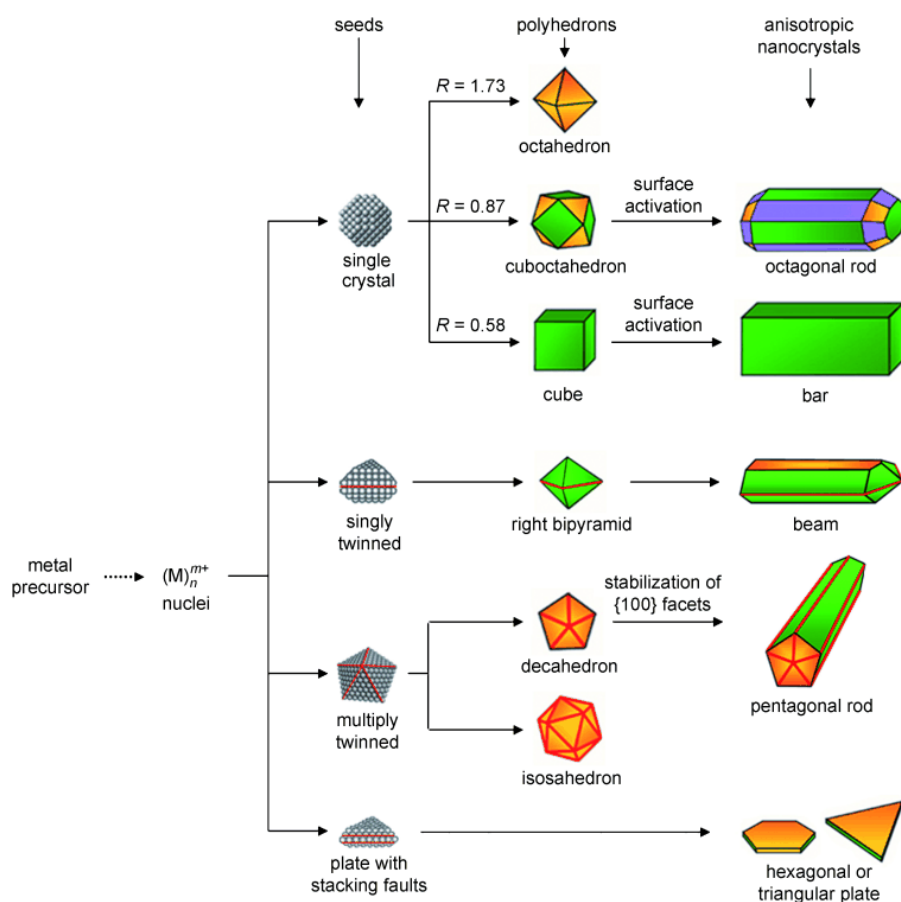 seeds
polyhedrons
anisotropic
nanocrystals
R = 1.73
octahedron
R = 0.87
surface
activation
single
crystal
cuboctahedron
octagonal rod
R = 0.58
surface
activation
cube
bar
singly
twinned
right bipyramid
beam
metal
precursor
(M)ₙᵐ⁺
nuclei
stabilization of
{100} facets
decahedron
multiply
twinned
pentagonal rod
isosahedron
plate with
stacking faults
hexagonal or
triangular plate